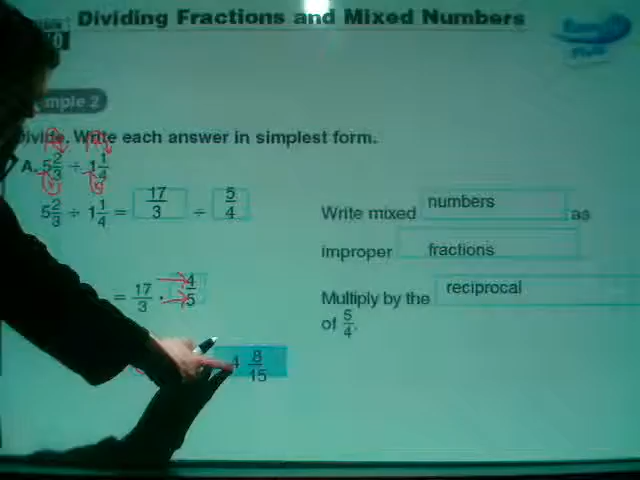 Dividing Fractions and Mixed Numbers
mple 2
Divide. Write each answer in simplest form.
A. 5 2/3 ÷ 1 1/4
5 2/3 ÷ 1 1/4 = 17/3 ÷ 5/4
Write mixed numbers as
improper fractions
= 17/3 · 4/5
Multiply by the reciprocal
of 5/4.
4 8/15